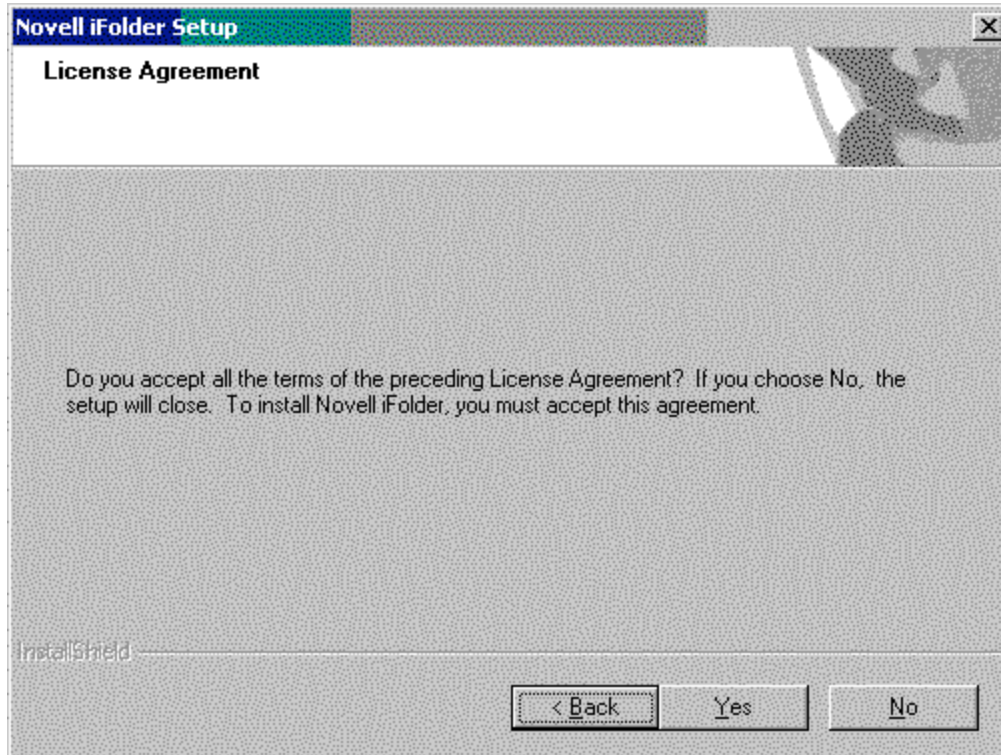 Novell iFolder Setup
License Agreement
Do you accept all the terms of the preceding License Agreement?  If you choose No,  the
setup will close.  To install Novell iFolder, you must accept this agreement.
InstallShield
< Back
Yes
No